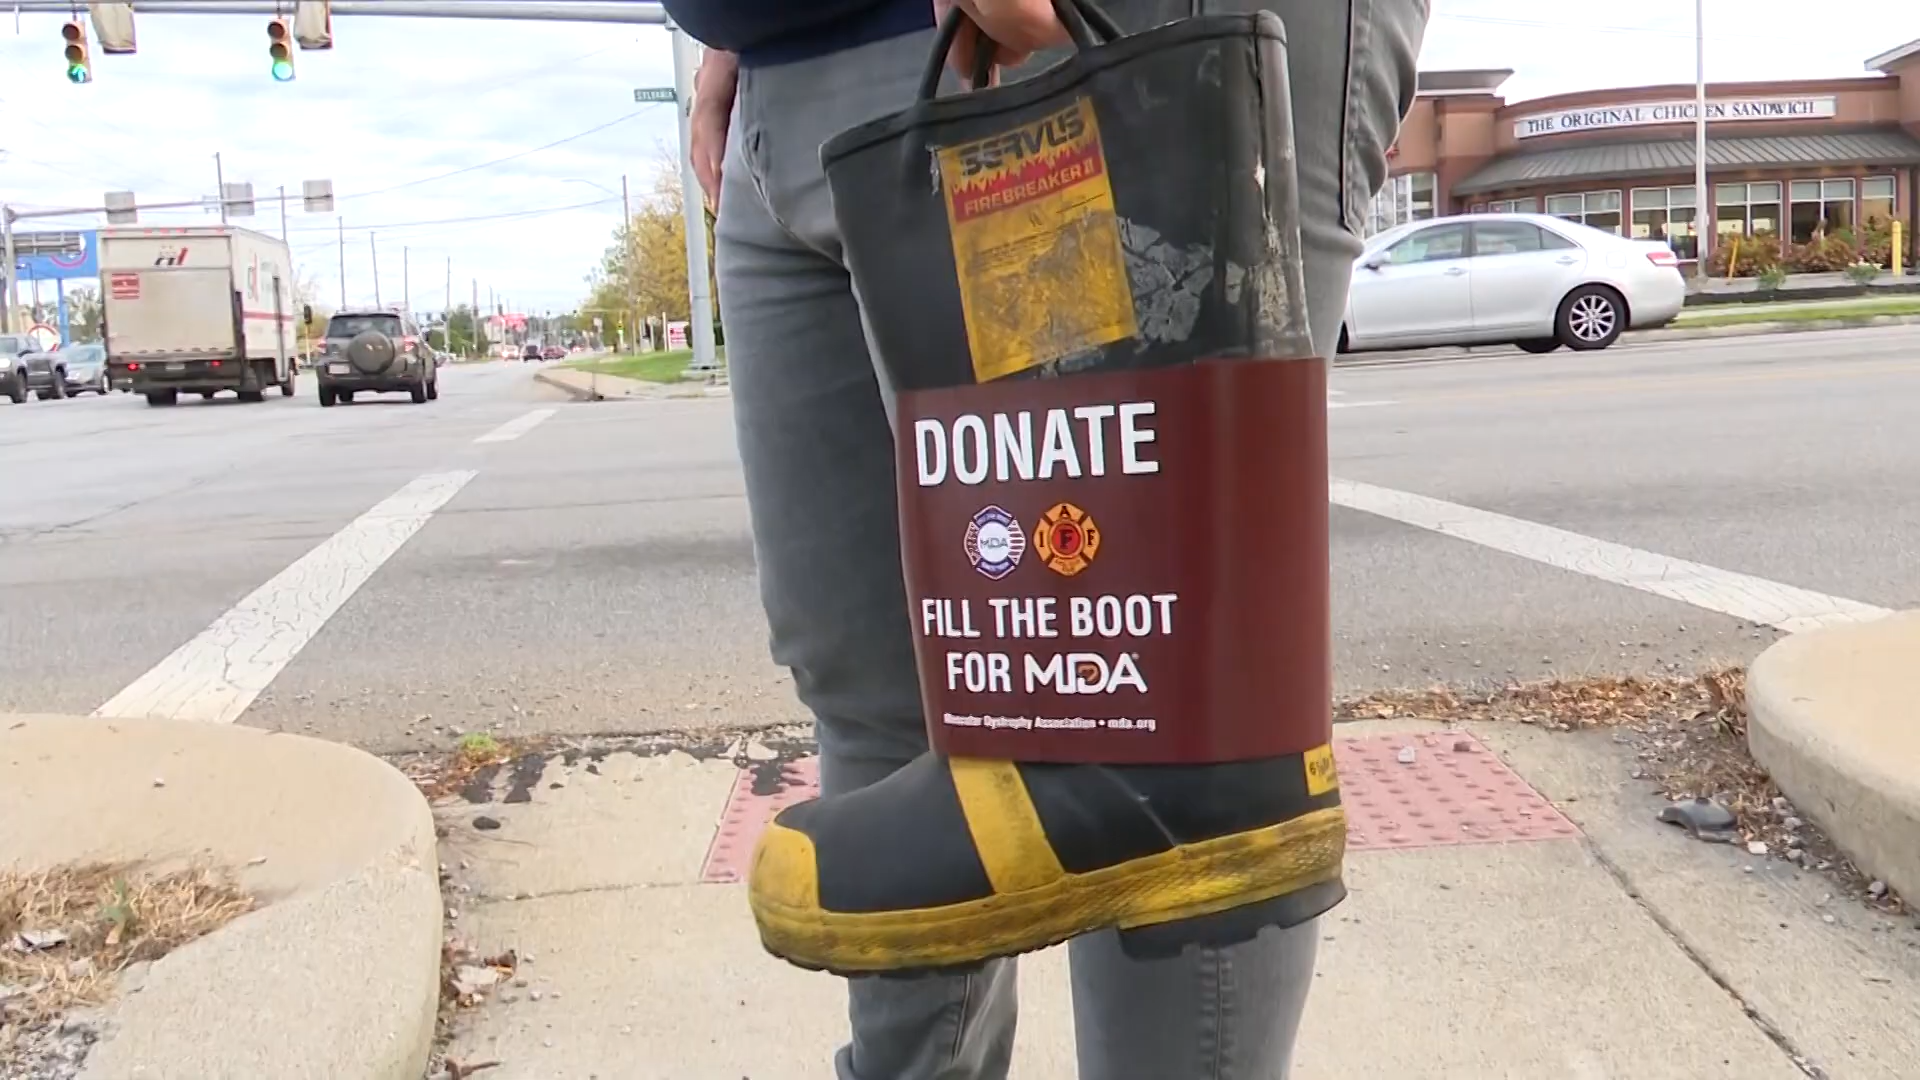 SYLVANIA
THE ORIGINAL CHICKEN SANDWICH
SERVUS
FIREBREAKER II
DONATE
MDA
A
I F F
FILL THE BOOT
FOR MDA
Muscular Dystrophy Association • mda.org